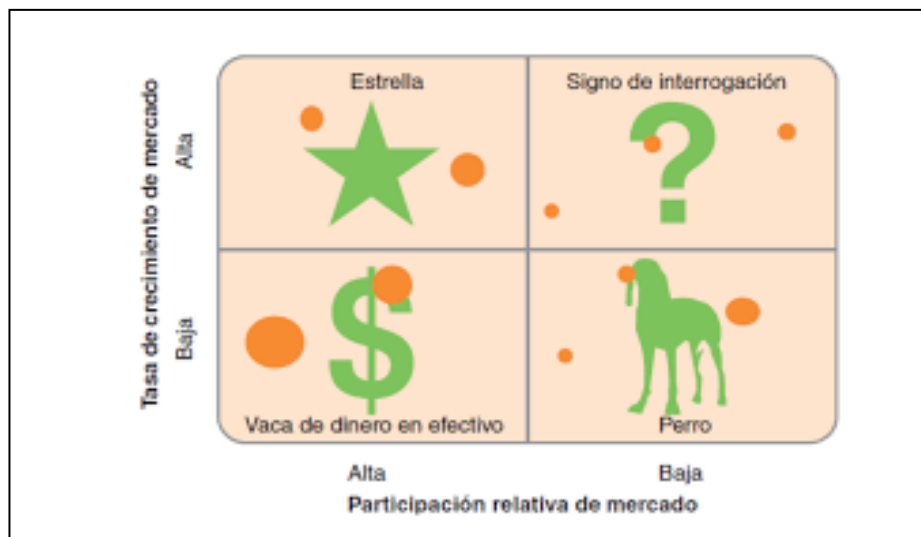 Estrella
Signo de interrogación
Tasa de crecimiento de mercado
Alta
Baja
?
$
Vaca de dinero en efectivo
Perro
Alta
Baja
Participación relativa de mercado